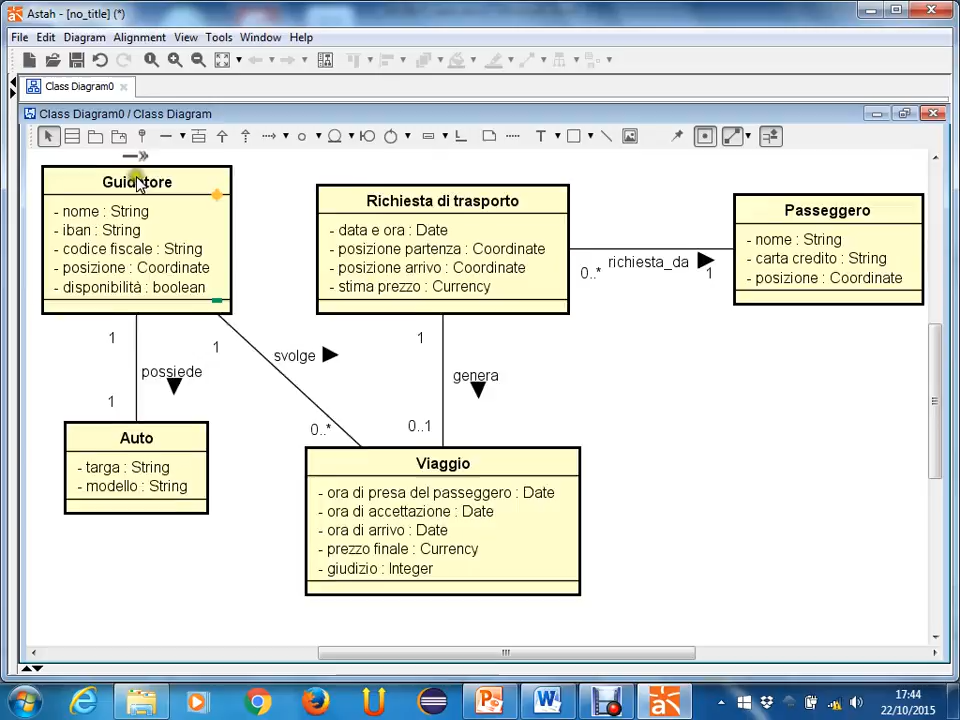 Astah - [no_title] (*)
File Edit Diagram Alignment View Tools Window Help
Class Diagram0
Class Diagram0 / Class Diagram
Guidatore
- nome : String
- iban : String
- codice fiscale : String
- posizione : Coordinate
- disponibilità : boolean
Richiesta di trasporto
- data e ora : Date
- posizione partenza : Coordinate
- posizione arrivo : Coordinate
- stima prezzo : Currency
Passeggero
- nome : String
- carta credito : String
- posizione : Coordinate
0..* richiesta_da 1
1
possiede
1
1
svolge
0..*
1
genera
0..1
Auto
- targa : String
- modello : String
Viaggio
- ora di presa del passeggero : Date
- ora di accettazione : Date
- ora di arrivo : Date
- prezzo finale : Currency
- giudizio : Integer
17:44
22/10/2015